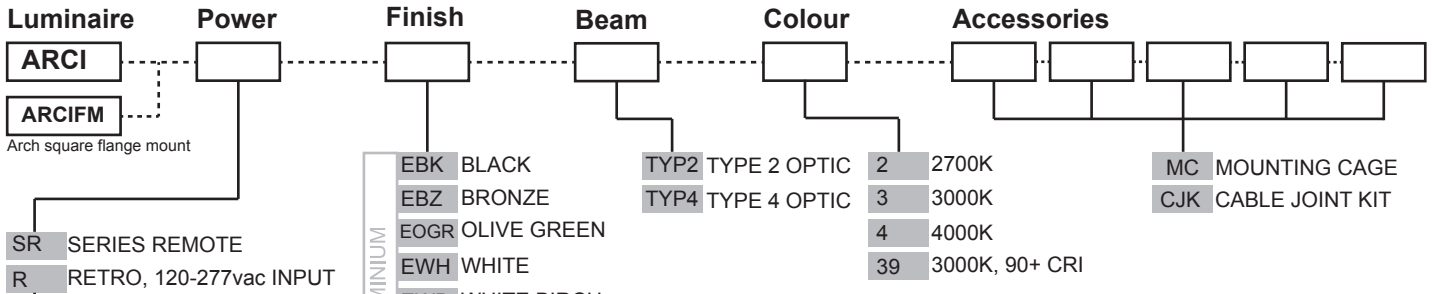 Luminaire Power Finish Beam Colour Accessories
ARCI
ARCIFM
Arch square flange mount
SR SERIES REMOTE
R RETRO, 120-277vac INPUT
EBK BLACK
EBZ BRONZE
EOGR OLIVE GREEN
EWH WHITE
WHITE BIRCH
TYP2 TYPE 2 OPTIC
TYP4 TYPE 4 OPTIC
2 2700K
3 3000K
4 4000K
39 3000K, 90+ CRI
MC MOUNTING CAGE
CJK CABLE JOINT KIT